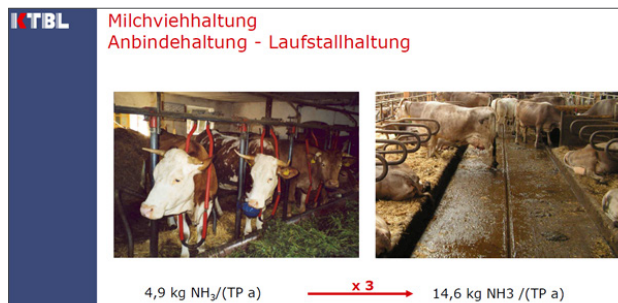 KTBL
Milchviehhaltung
Anbindehaltung - Laufstallhaltung
4,9 kg NH₃/(TP a)
x 3
14,6 kg NH3 /(TP a)